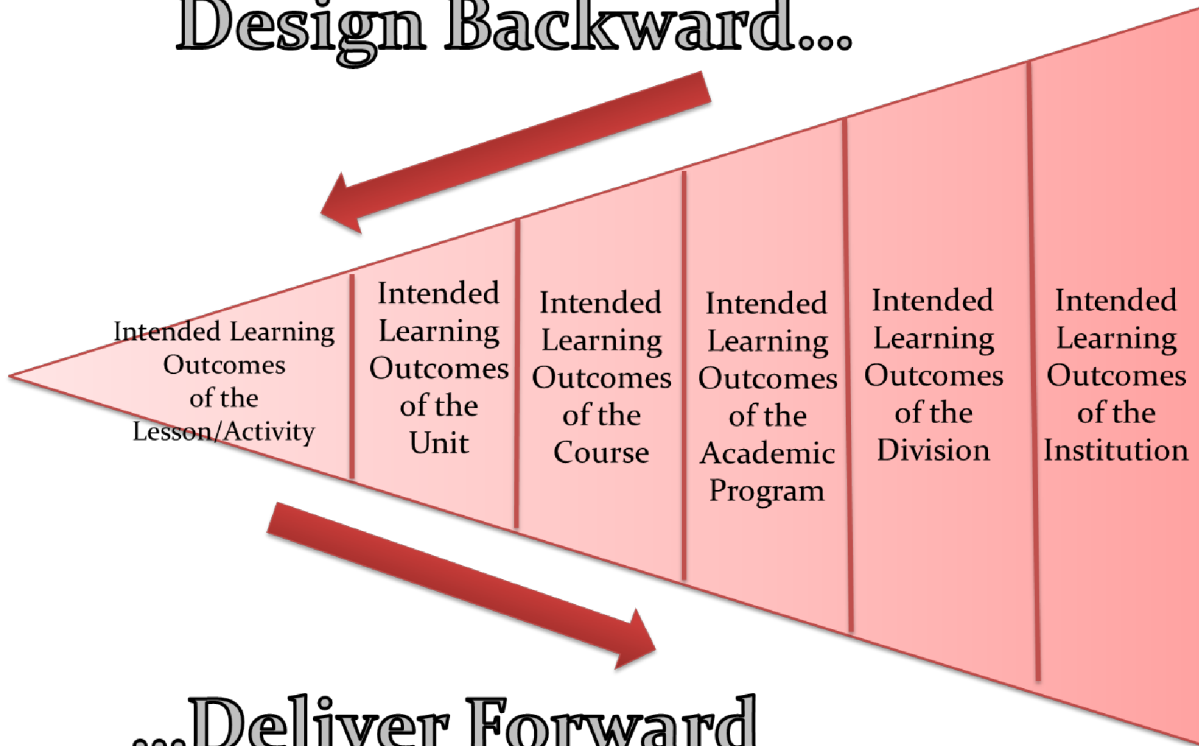 Design Backward...
Intended Learning
Outcomes
of the
Lesson/Activity
Intended
Learning
Outcomes
of the
Unit
Intended
Learning
Outcomes
of the
Course
Intended
Learning
Outcomes
of the
Academic
Program
Intended
Learning
Outcomes
of the
Division
Intended
Learning
Outcomes
of the
Institution
...Deliver Forward